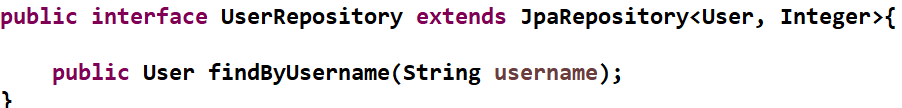 public interface UserRepository extends JpaRepository<User, Integer>{
    public User findByUsername(String username);
}